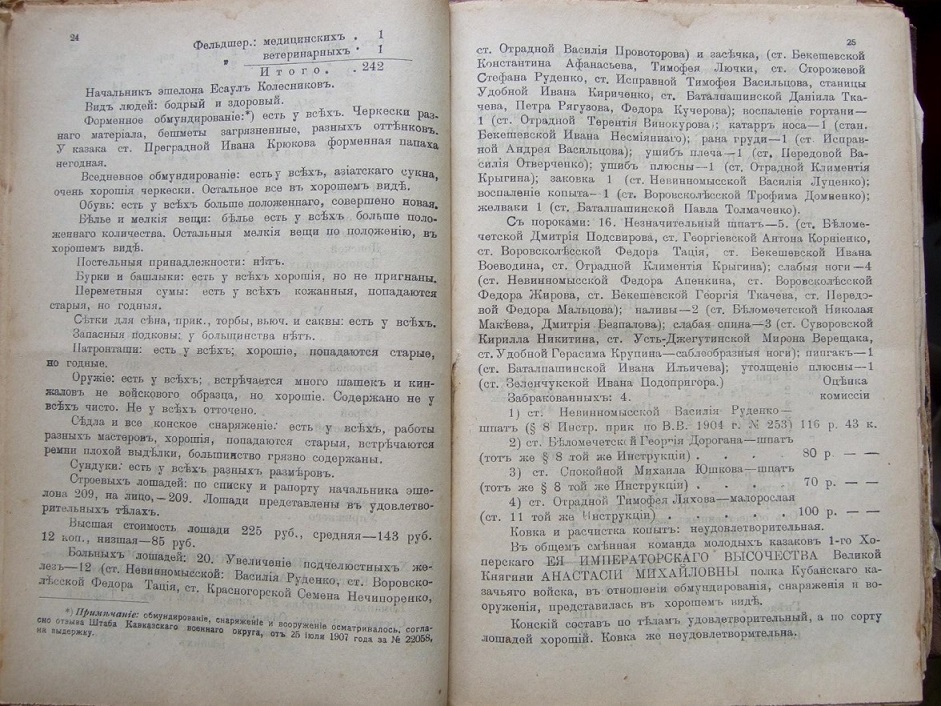 24
Фельдшер.: медицинскихъ . 1
„ ветеринарныхъ . 1
Итого. . 242
Начальникъ эшелона Есаулъ Колесниковъ.
Видъ людей: бодрый и здоровый.
Форменное обмундированіе:*) есть у всѣхъ. Черкески раз-
наго матеріала, бешметы загрязненные, разныхъ оттѣнковъ.
У казака ст. Преградной Ивана Крюкова форменная папаха
негодная.
Вседневное обмундированіе: есть у всѣхъ, азіатскаго сукна,
очень хорошія черкески. Остальное все въ хорошемъ видѣ.
Обувь: есть у всѣхъ больше положеннаго, совершено новая.
Бѣлье и мелкія вещи: бѣлье есть у всѣхъ больше поло-
женнаго количества. Остальныя мелкія вещи по положенію, въ
хорошемъ видѣ.
Постельныя принадлежности: нѣтъ.
Бурки и башлыки: есть у всѣхъ хорошія, но не пригнаны.
Переметныя сумы: есть у всѣхъ кожанныя, попадаются
старыя, но годныя.
Сѣтки для сѣна, прик., торбы, вьюч. и саквы: есть у всѣхъ.
Запасныя подковы: у большинства нѣтъ.
Патронташи: есть у всѣхъ; хорошіе, попадаются старые,
но годные.
Оружіе: есть у всѣхъ; встрѣчается много шашекъ и кин-
жаловъ не войскового образца, но хорошіе. Содержано не у
всѣхъ чисто. Не у всѣхъ отточено.
Сѣдла и все конское снаряженіе: есть у всѣхъ, работы
разныхъ мастеровъ, хорошія, попадаются старыя, встрѣчаются
ремни плохой выдѣлки, большинство грязно содержаны.
Сундуки: есть у всѣхъ разныхъ размѣровъ.
Строевыхъ лошадей: по списку и рапорту начальника эше-
лона 209, на лицо,—209. Лошади представлены въ удовлетво-
рительныхъ тѣлахъ.
Высшая стоимость лошади 225 руб., средняя—143 руб.
12 коп., низшая—85 руб.
Больныхъ лошадей: 20. Увеличеніе подчелюстныхъ же-
лезъ—12 (ст. Невинномысской: Василія Руденко, ст. Воровско-
лѣсской Федора Тація, ст. Красногорской Семена Нечипоренко,
*) Примѣчаніе: обмундированіе, снаряженіе и вооруженіе осматривалось, согла-
сно отзыва Штаба Кавказскаго военнаго округа, отъ 25 іюля 1907 года за № 22058,
на выдержку.
25
ст. Отрадной Василія Провоторова) и засѣчка, (ст. Бекешевской
Константина Афанасьева, Тимофея Лючки, ст. Сторожевой
Стефана Руденко, ст. Исправной Тимофея Васильцова, станицы
Удобной Ивана Кириченко, ст. Баталпашинской Даніила Тка-
чева, Петра Рягузова, Федора Кучерова); воспаленіе гортани—
1 (ст. Отрадной Терентія Винокурова); катарръ носа—1 (стан.
Бекешевской Ивана Несміяннаго); рана груди—1 (ст. Исправ-
ной Андрея Васильцова); ушибъ плеча—1 (ст. Передовой Ва-
силія Отверченко); ушибъ плюсны—1 (ст. Отрадной Климентія
Крыгина); заковка 1 (ст. Невинномысской Василія Луценко);
воспаленіе копыта—1 (ст. Воровсколѣсской Трофима Домненко);
желваки 1 (ст. Баталпашинской Павла Толмаченко).
Съ пороками: 16. Незначительный шпатъ—5. (ст. Бѣломе-
четской Дмитрія Подсвирова, ст. Георгіевской Антона Корніенко,
ст. Воровсколѣсской Федора Тація, ст. Бекешевской Ивана
Воеводина, ст. Отрадной Климентія Крыгина); слабыя ноги—4
(ст. Невинномысской Федора Апенкина, ст. Воровсколѣсской
Федора Жирова, ст. Бекешевской Георгія Ткачева, ст. Передо-
вой Федора Мальцова); наливы—2 (ст. Бѣломечетской Николая
Макѣева, Дмитрія Безпалова); слабая спина—3 (ст. Суворовской
Кирилла Никитина, ст. Усть-Джегутинской Мирона Верещака,
ст. Удобной Герасима Крупина—саблеобразныя ноги); пипгакъ—1
(ст. Баталпашинской Ивана Ильичева); утолщеніе плюсны—1
(ст. Зеленчукской Ивана Подопригора.) Оцѣнка
Забракованныхъ: 4. комиссіи
1) ст. Невинномысской Василія Руденко—
шпатъ (§ 8 Инстр. прик по В.В. 1904 г. № 253) 116 р. 43 к.
2) ст. Бѣломечетской Георгія Дорогана—шпатъ
(тотъ же § 8 той же Инструкціи) . . . . 80 р. — —
3) ст. Спокойной Михаила Юшкова—шпатъ
(тотъ же § 8 той же Инструкціи) . . . . 70 р. — —
4) ст. Отрадной Тимофея Ляхова—малорослая
(ст. 11 той же Инструкціи) . . . . . 100 р. — —
Ковка и расчистка копытъ: неудовлетворительная.
Въ общемъ смѣнная команда молодыхъ казаковъ 1-го Хо-
перскаго ЕЯ ИМПЕРАТОРСКАГО ВЫСОЧЕСТВА Великой
Княгини АНАСТАСІИ МИХАЙЛОВНЫ полка Кубанскаго ка-
зачьяго войска, въ отношеніи обмундированія, снаряженія и во-
оруженія, представилась въ хорошемъ видѣ.
Конскій составъ по тѣламъ удовлетворительный, а по сорту
лошадей хорошій. Ковка же неудовлетворительна.